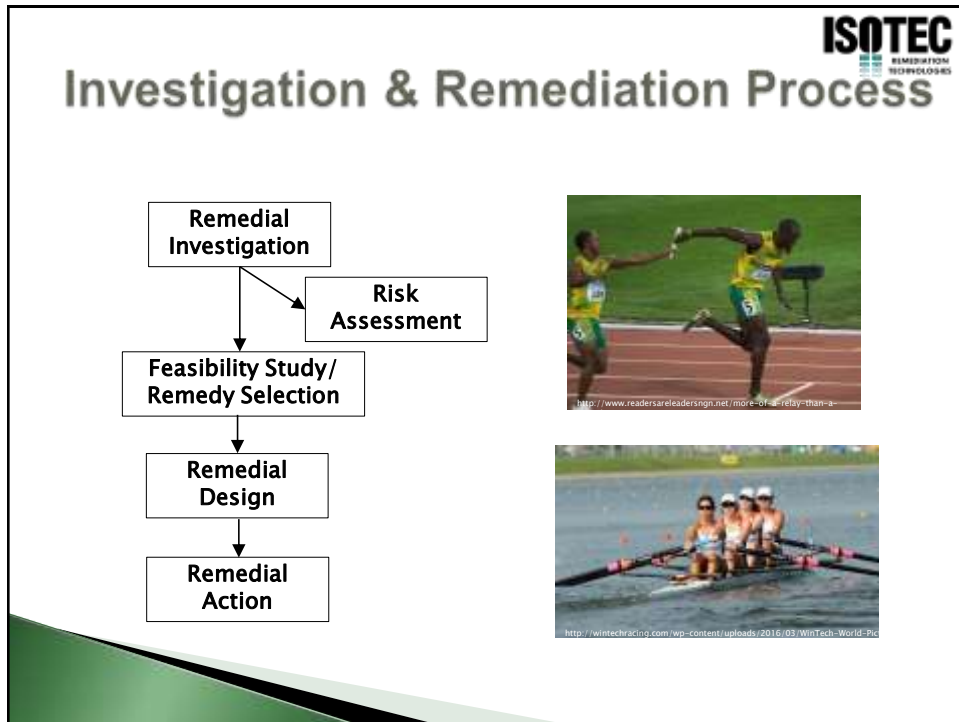 ISOTEC
REMEDIATION
TECHNOLOGIES
Investigation & Remediation Process
Remedial
Investigation
Risk
Assessment
Feasibility Study/
Remedy Selection
Remedial
Design
Remedial
Action
http://www.readersareleadersngn.net/more-of-a-relay-than-a-
http://wintechracing.com/wp-content/uploads/2016/03/WinTech-World-Pic